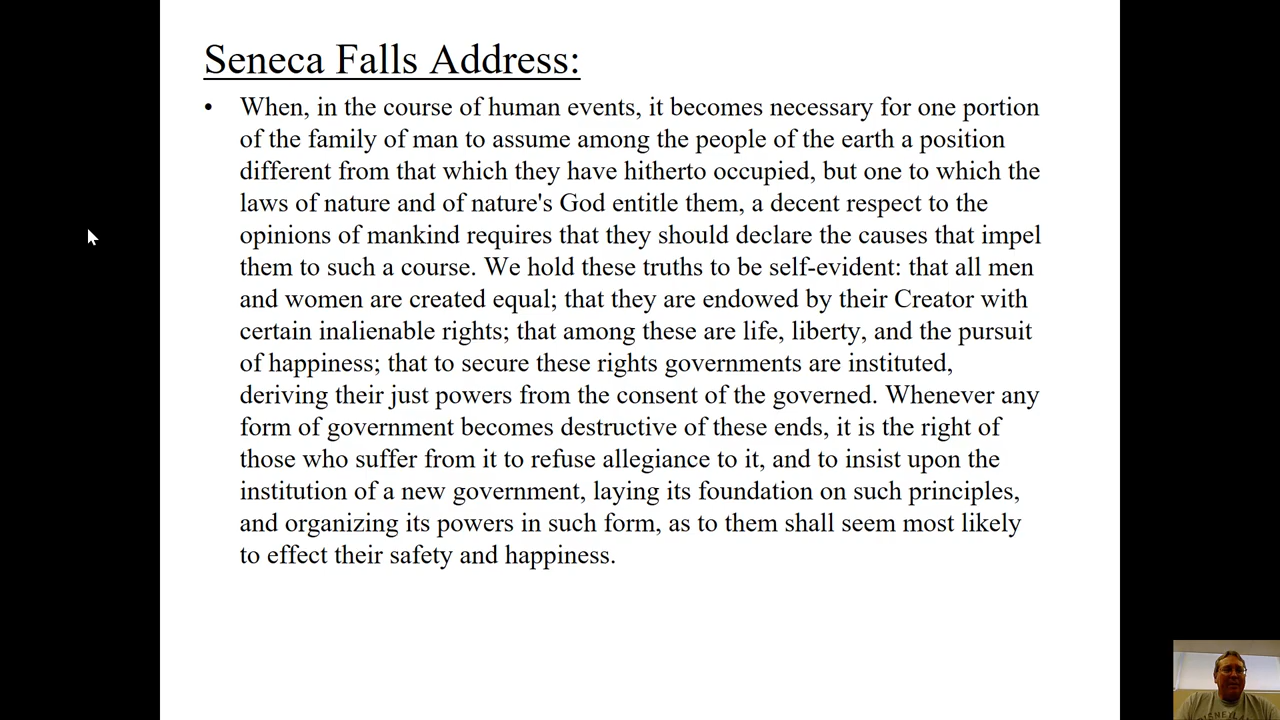 Seneca Falls Address:
• When, in the course of human events, it becomes necessary for one portion
of the family of man to assume among the people of the earth a position
different from that which they have hitherto occupied, but one to which the
laws of nature and of nature's God entitle them, a decent respect to the
opinions of mankind requires that they should declare the causes that impel
them to such a course. We hold these truths to be self-evident: that all men
and women are created equal; that they are endowed by their Creator with
certain inalienable rights; that among these are life, liberty, and the pursuit
of happiness; that to secure these rights governments are instituted,
deriving their just powers from the consent of the governed. Whenever any
form of government becomes destructive of these ends, it is the right of
those who suffer from it to refuse allegiance to it, and to insist upon the
institution of a new government, laying its foundation on such principles,
and organizing its powers in such form, as to them shall seem most likely
to effect their safety and happiness.